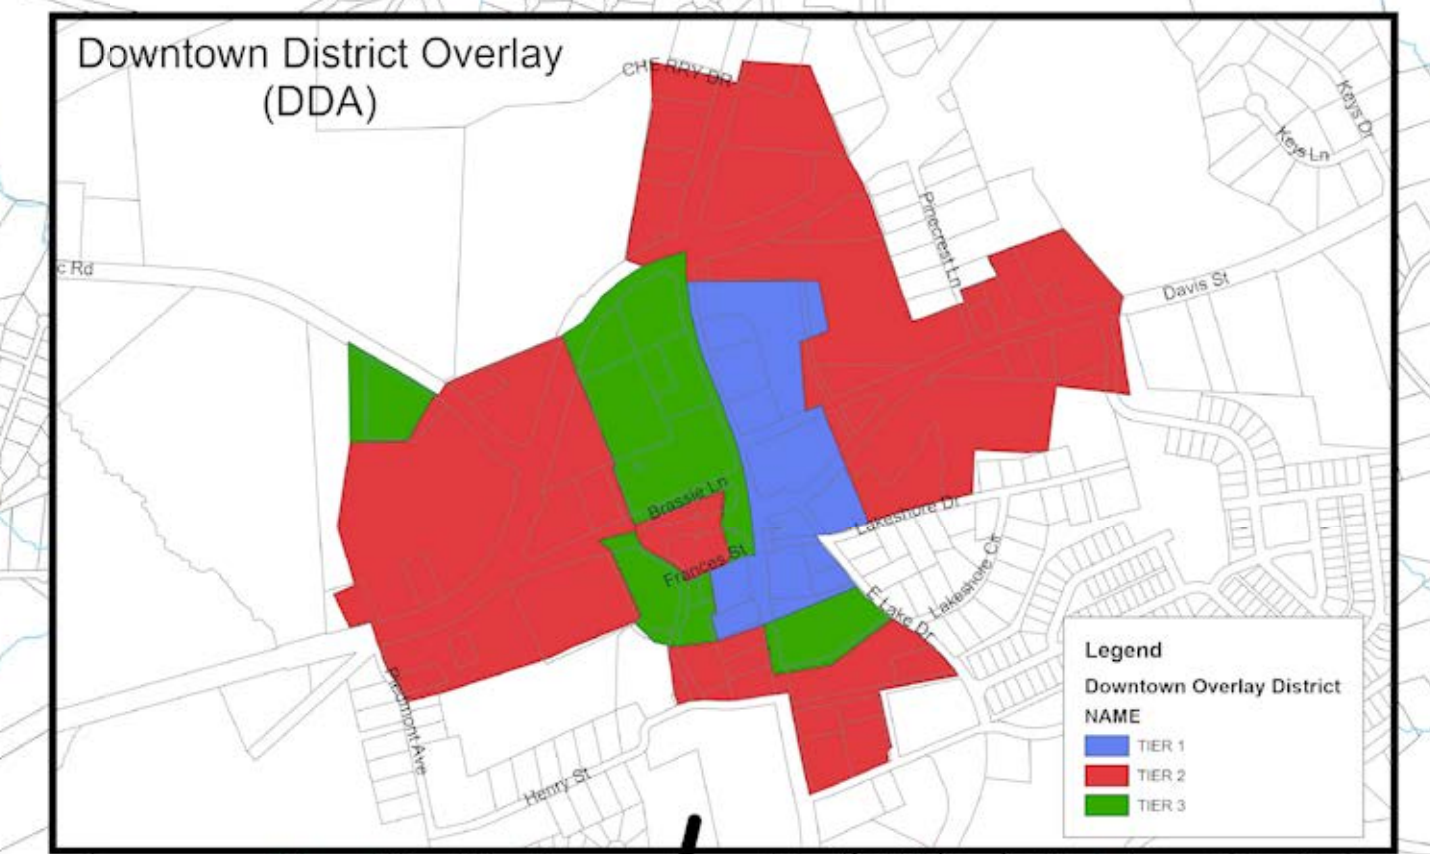 Downtown District Overlay
(DDA)
CHERRY DR
Keys Dr
Keys Ln
Pinecrest Ln
c Rd
Davis St
Brassie Ln
Lakeshore Dr
Frances St
Lakeshore Cir
E Lake Dr
Piedmont Ave
Henry St
Legend
Downtown Overlay District
NAME
TIER 1
TIER 2
TIER 3